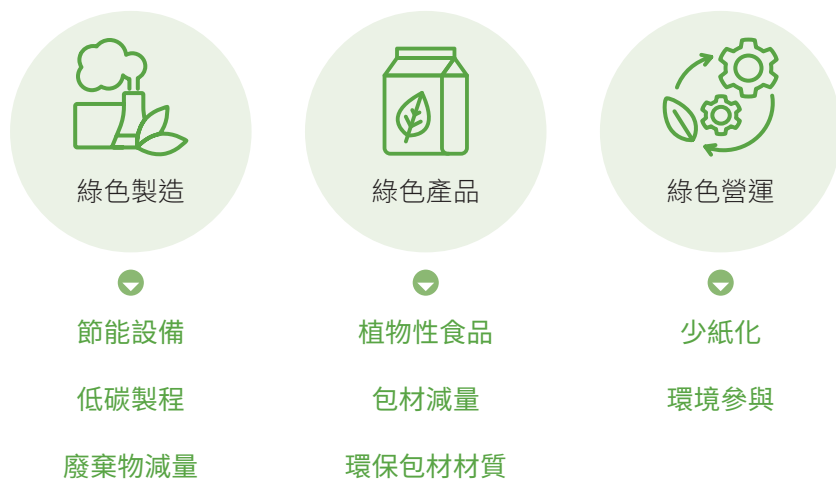 綠色製造
節能設備
低碳製程
廢棄物減量
綠色產品
植物性食品
包材減量
環保包材材質
綠色營運
少紙化
環境參與